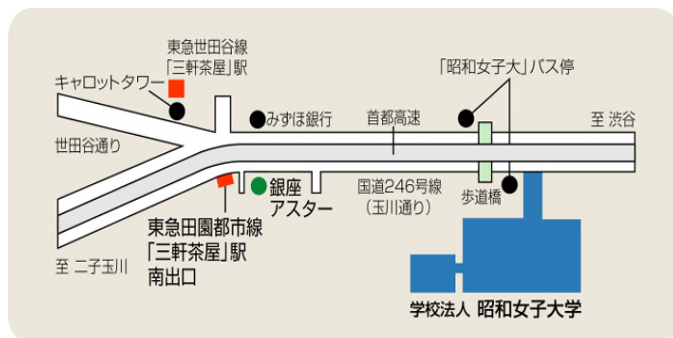 東急世田谷線
「三軒茶屋」駅
キャロットタワー
「昭和女子大」バス停
みずほ銀行
首都高速
至 渋谷
世田谷通り
銀座
アスター
国道246号線
（玉川通り）
歩道橋
東急田園都市線
「三軒茶屋」駅
南出口
至 二子玉川
学校法人 昭和女子大学